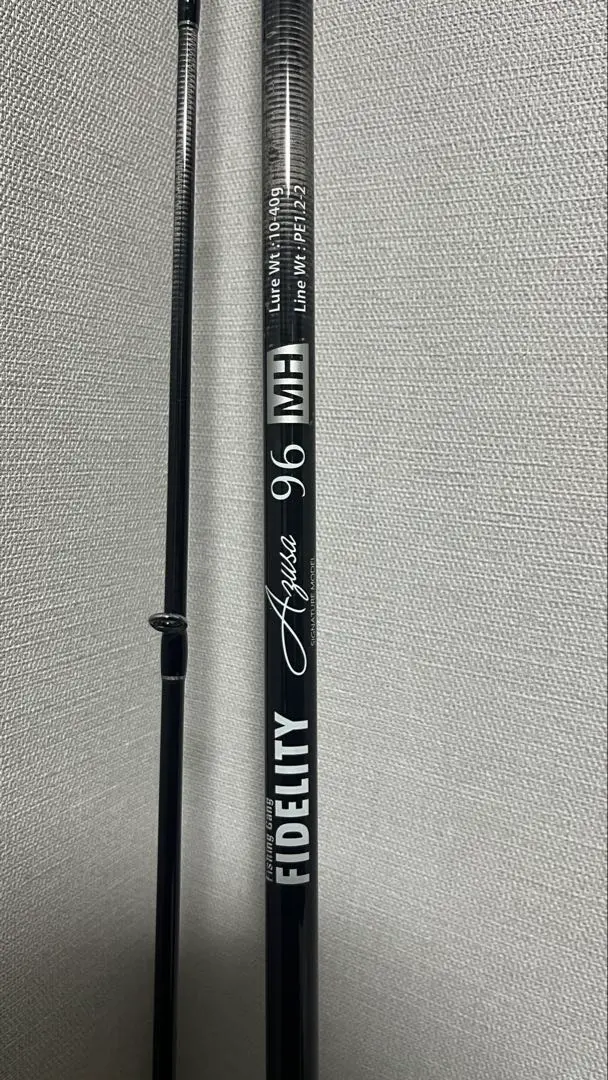 Fishing Gang
FIDELITY
Azusa
SIGNATURE MODEL
96 MH
Lure Wt : 10-40g
Line Wt : PE1.2-2